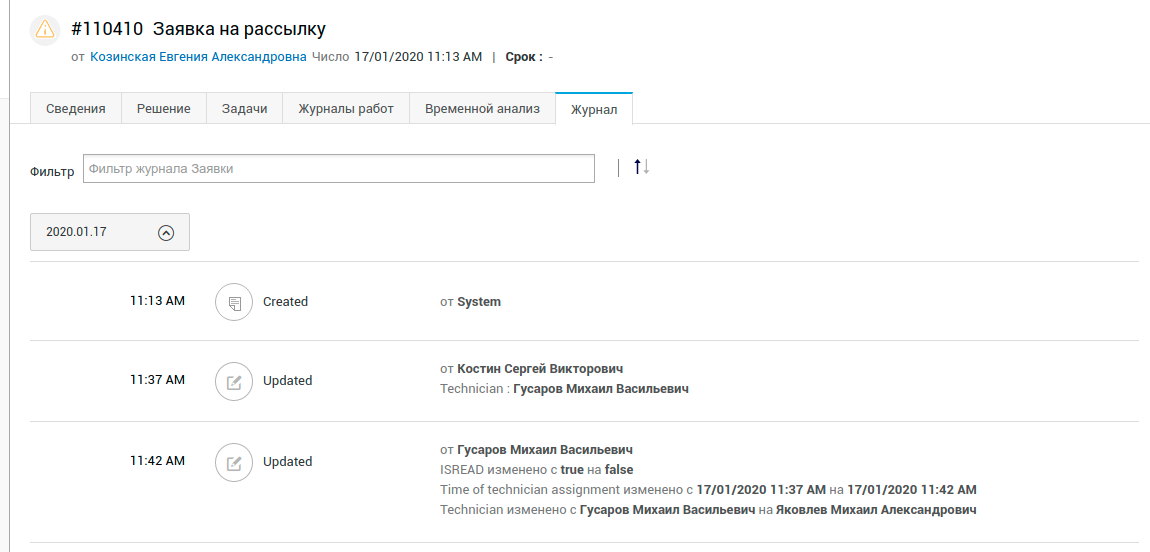 #110410 Заявка на рассылку
от Козинская Евгения Александровна Число 17/01/2020 11:13 AM | Срок : -
Сведения Решение Задачи Журналы работ Временной анализ Журнал
Фильтр Фильтр журнала Заявки
2020.01.17
11:13 AM Created от System
11:37 AM Updated от Костин Сергей Викторович
Technician : Гусаров Михаил Васильевич
11:42 AM Updated от Гусаров Михаил Васильевич
ISREAD изменено с true на false
Time of technician assignment изменено с 17/01/2020 11:37 AM на 17/01/2020 11:42 AM
Technician изменено с Гусаров Михаил Васильевич на Яковлев Михаил Александрович